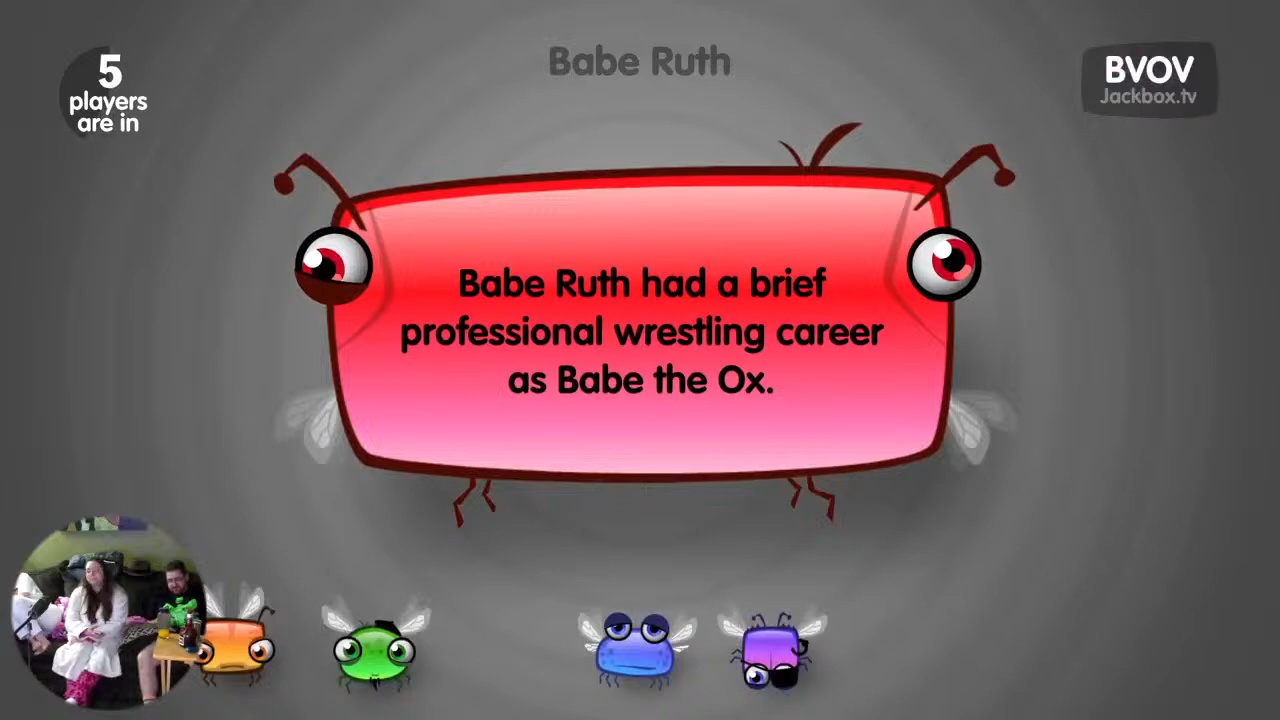 Babe Ruth
5
players
are in
BVOV
Jackbox.tv
Babe Ruth had a brief
professional wrestling career
as Babe the Ox.